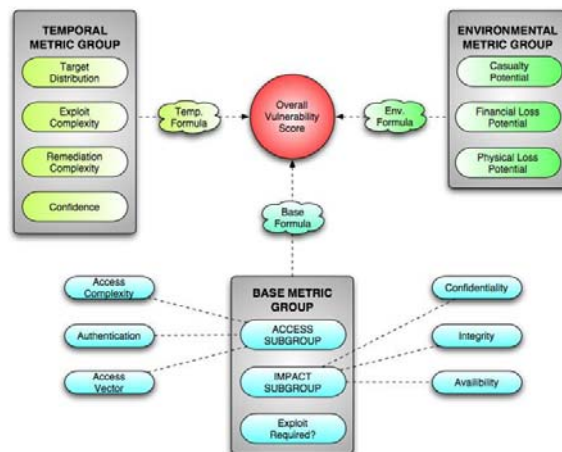 TEMPORAL
METRIC GROUP
Target
Distribution
Exploit
Complexity
Remediation
Complexity
Confidence
Temp.
Formula
Overall
Vulnerability
Score
Env.
Formula
ENVIRONMENTAL
METRIC GROUP
Casualty
Potential
Financial Loss
Potential
Physical Loss
Potential
Base
Formula
Access
Complexity
Authentication
Access
Vector
BASE METRIC
GROUP
ACCESS
SUBGROUP
IMPACT
SUBGROUP
Exploit
Required?
Confidentiality
Integrity
Availibility